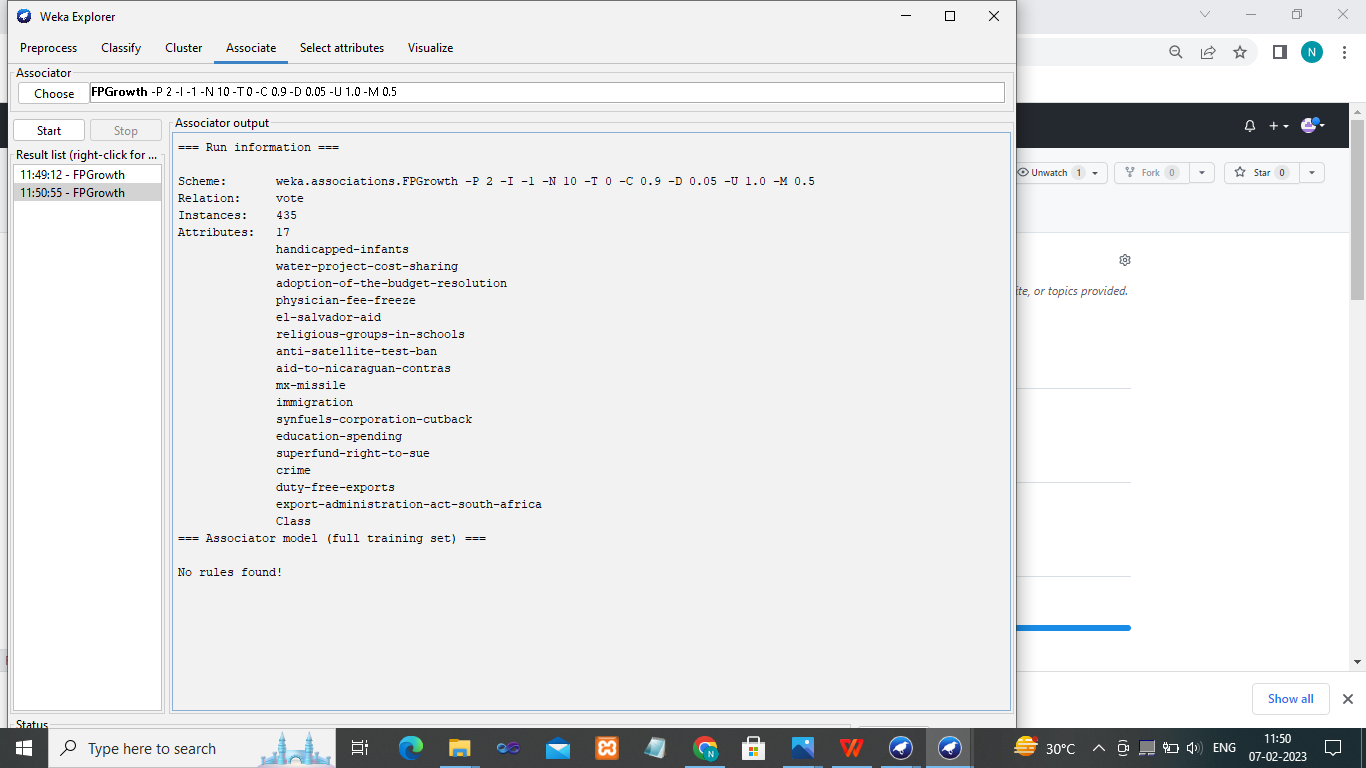 Weka Explorer
Preprocess Classify Cluster Associate Select attributes Visualize
Associator
Choose FPGrowth -P 2 -I -1 -N 10 -T 0 -C 0.9 -D 0.05 -U 1.0 -M 0.5
Start Stop
Result list (right-click for ...
11:49:12 - FPGrowth
11:50:55 - FPGrowth
Associator output
=== Run information ===
Scheme: weka.associations.FPGrowth -P 2 -I -1 -N 10 -T 0 -C 0.9 -D 0.05 -U 1.0 -M 0.5
Relation: vote
Instances: 435
Attributes: 17
handicapped-infants
water-project-cost-sharing
adoption-of-the-budget-resolution
physician-fee-freeze
el-salvador-aid
religious-groups-in-schools
anti-satellite-test-ban
aid-to-nicaraguan-contras
mx-missile
immigration
synfuels-corporation-cutback
education-spending
superfund-right-to-sue
crime
duty-free-exports
export-administration-act-south-africa
Class
=== Associator model (full training set) ===
No rules found!
Status
N
Unwatch 1 Fork 0 Star 0
ite, or topics provided.
Show all
Type here to search
N
30°C ENG
11:50
07-02-2023